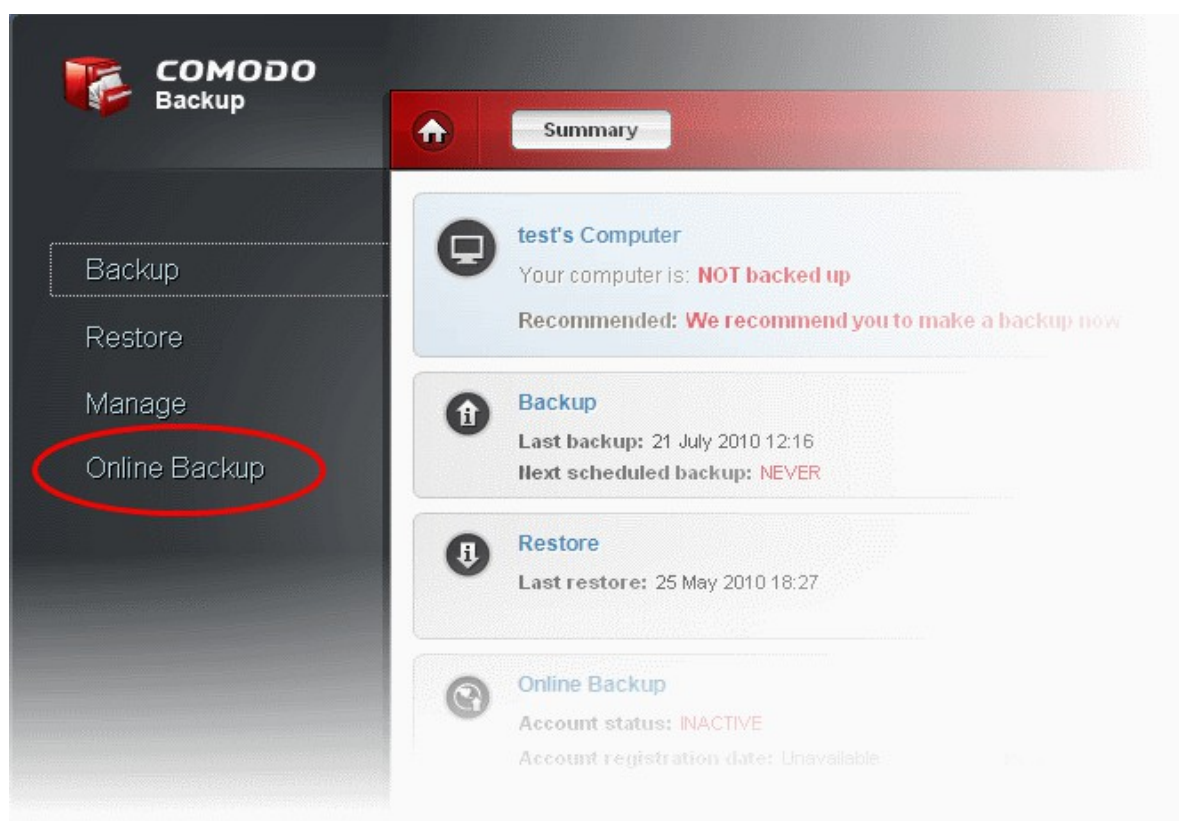 COMODO
Backup
Summary
Backup
Restore
Manage
Online Backup
test's Computer
Your computer is: NOT backed up
Recommended: We recommend you to make a backup now
Backup
Last backup: 21 July 2010 12:16
Next scheduled backup: NEVER
Restore
Last restore: 25 May 2010 18:27
Online Backup
Account status: INACTIVE
Account registration date: Unavailable